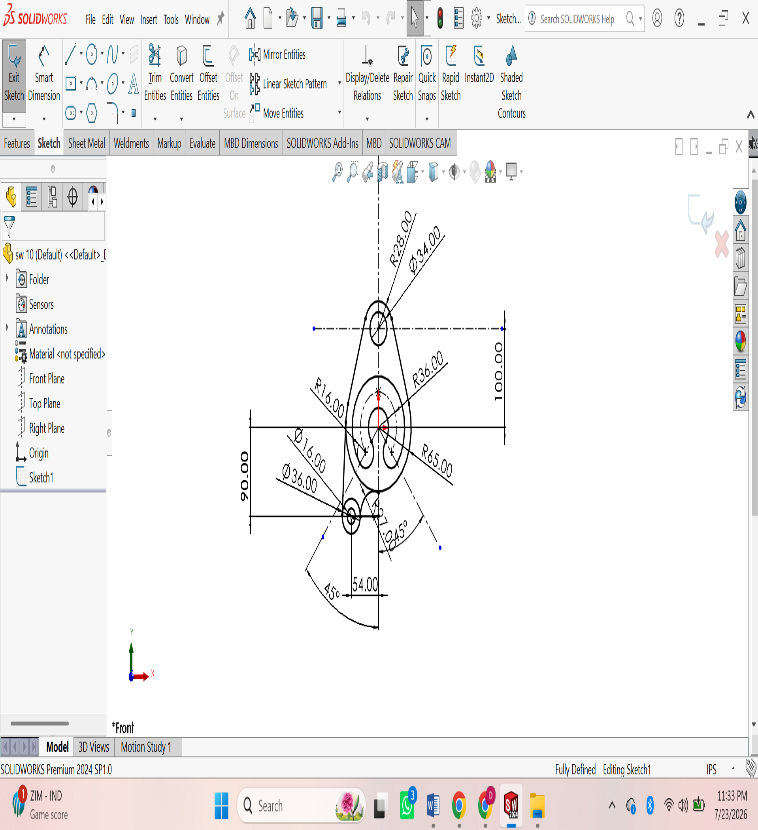 SOLIDWORKS File Edit View Insert Tools Window Sketch... Search SOLIDWORKS Help
Exit Sketch
Smart Dimension
Trim Entities
Convert Entities
Offset Entities
Offset On Surface
Mirror Entities
Linear Sketch Pattern
Move Entities
Display/Delete Relations
Repair Sketch
Quick Snaps
Rapid Sketch
Instant2D
Shaded Sketch Contours
Features Sketch Sheet Metal Weldments Markup Evaluate MBD Dimensions SOLIDWORKS Add-Ins MBD SOLIDWORKS CAM
sw 10 (Default) <<Default>_D
Folder
Sensors
Annotations
Material <not specified>
Front Plane
Top Plane
Right Plane
Origin
Sketch1
R28.00
Ø34.00
100.00
R36.00
R16.00
R65.00
Ø16.00
Ø36.00
90.00
45°
54.00
45°
Y
X
*Front
Model 3D Views Motion Study 1
SOLIDWORKS Premium 2024 SP1.0
Fully Defined Editing Sketch1 IPS
1
ZIM - IND
Game score
Search
3
11:33 PM
7/23/2026